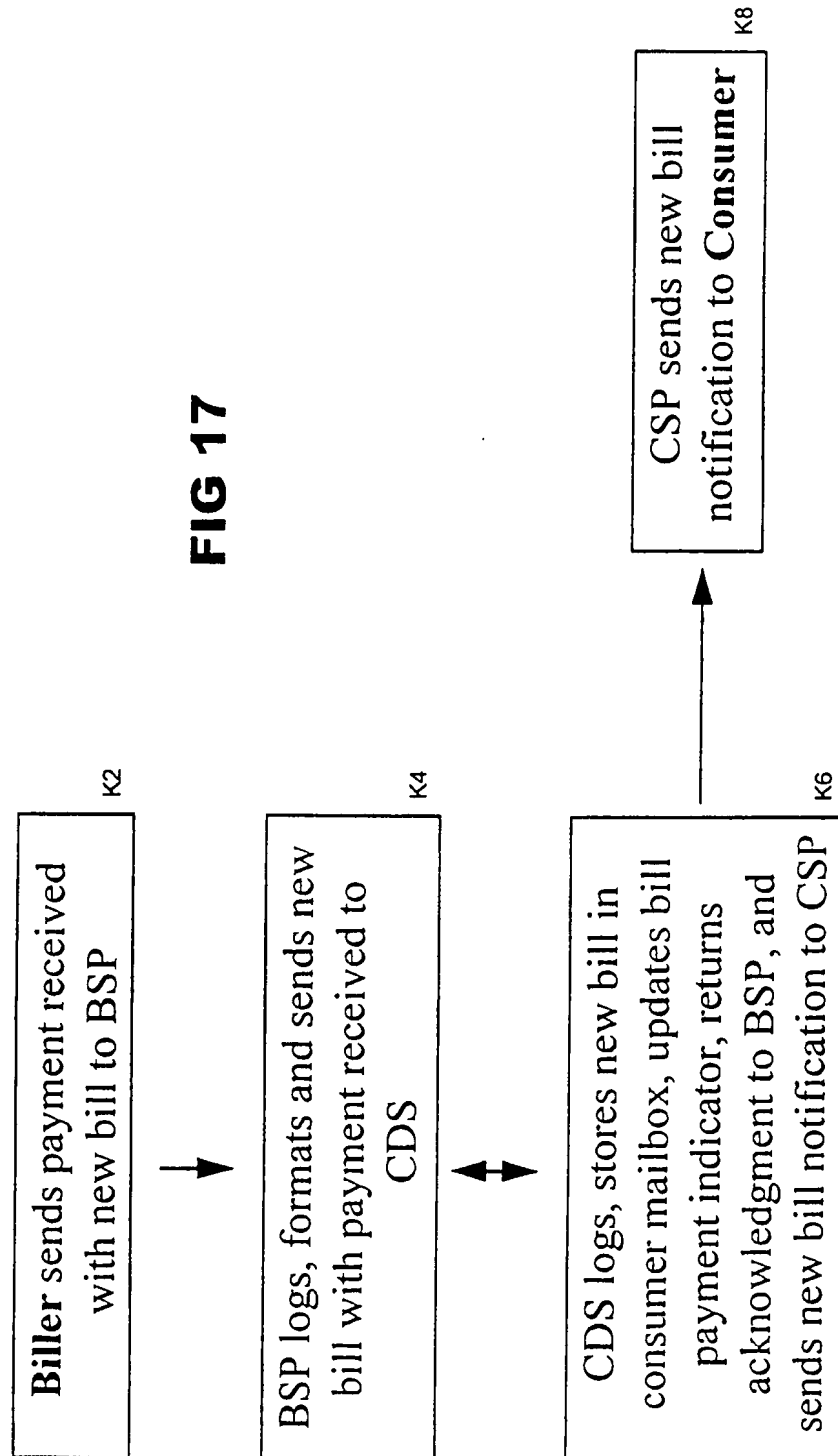 FIG 17
Biller sends payment received
with new bill to BSP
K2
BSP logs, formats and sends new
bill with payment received to
CDS
K4
CDS logs, stores new bill in
consumer mailbox, updates bill
payment indicator, returns
acknowledgment to BSP, and
sends new bill notification to CSP
K6
CSP sends new bill
notification to Consumer
K8